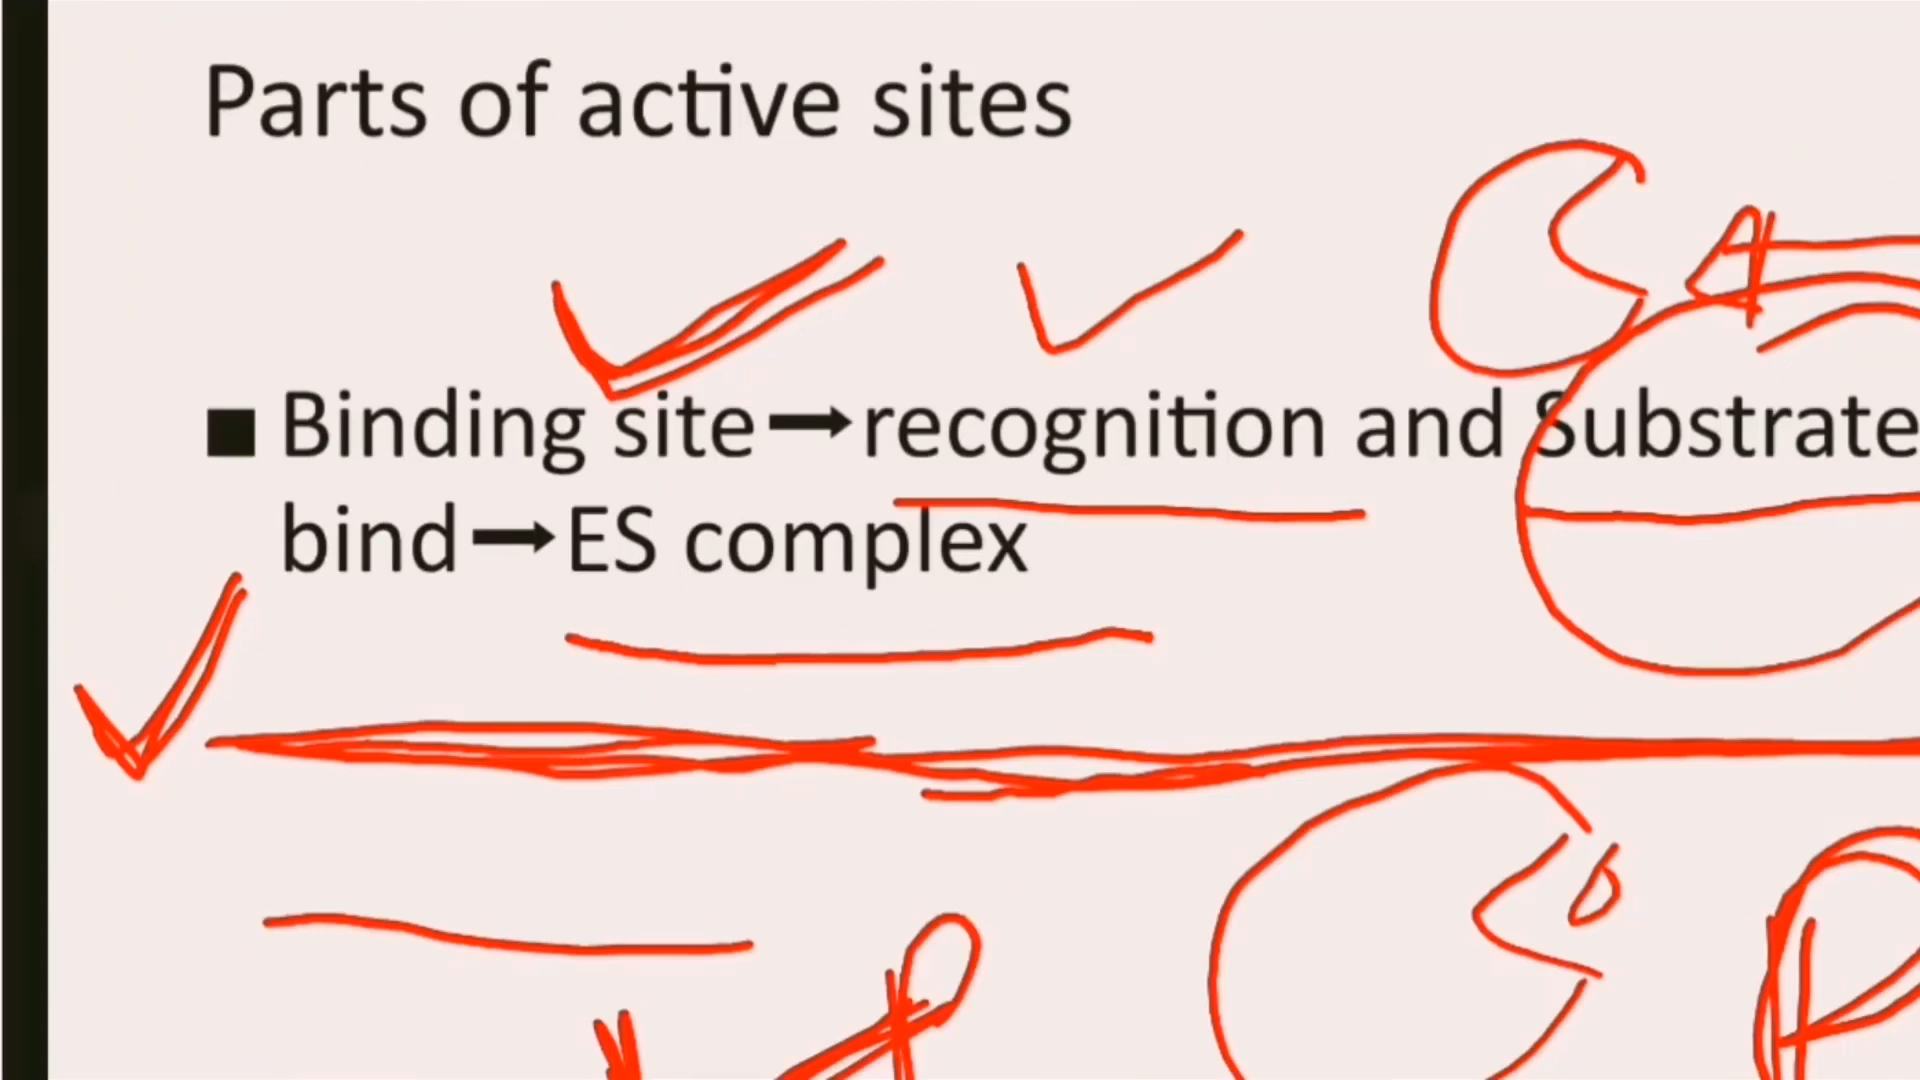 Parts of active sites
■ Binding site→recognition and Substrate
bind→ES complex
A
P